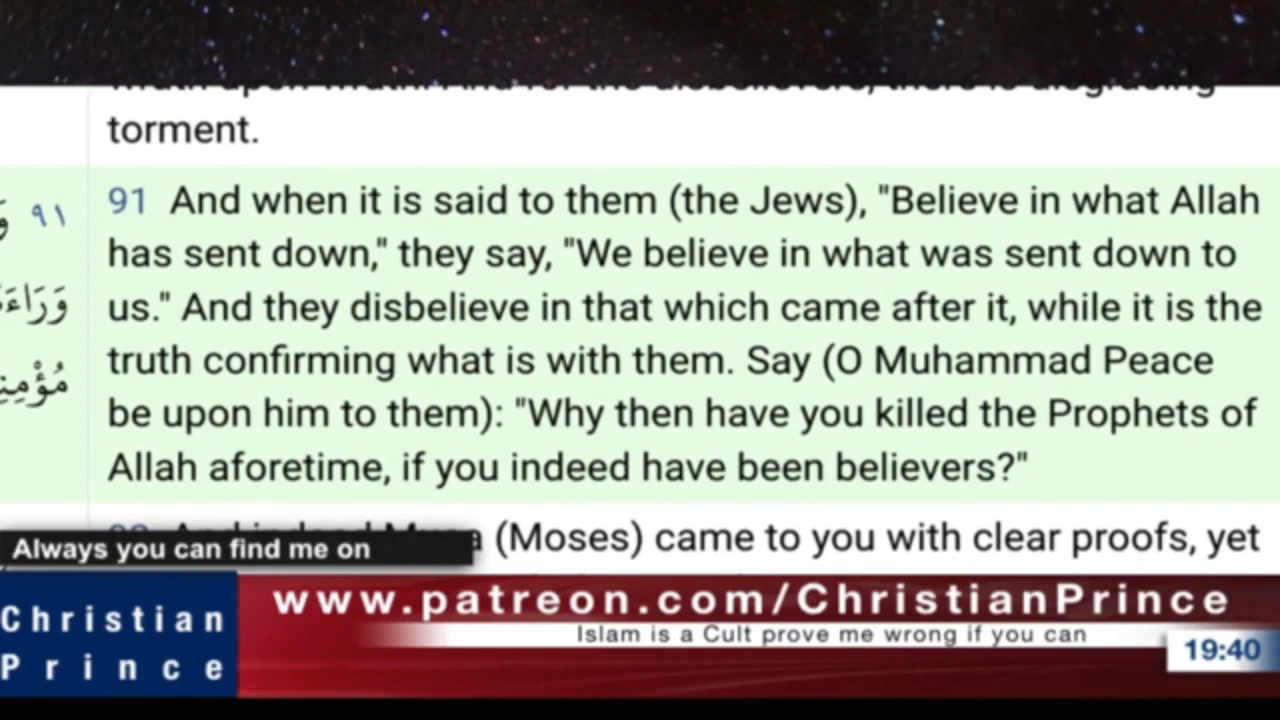 torment.
91 And when it is said to them (the Jews), "Believe in what Allah
has sent down," they say, "We believe in what was sent down to
us." And they disbelieve in that which came after it, while it is the
truth confirming what is with them. Say (O Muhammad Peace
be upon him to them): "Why then have you killed the Prophets of
Allah aforetime, if you indeed have been believers?"
٩١
(Moses) came to you with clear proofs, yet
Always you can find me on
Christian
Prince
www.patreon.com/ChristianPrince
Islam is a Cult prove me wrong if you can
19:40